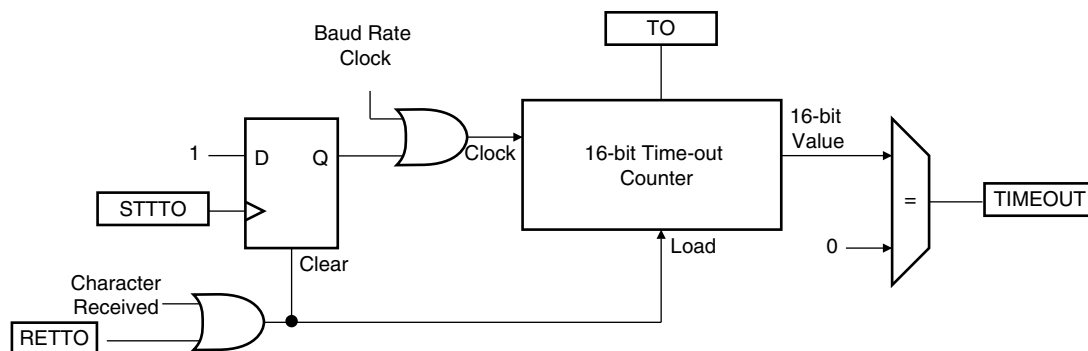 TO
Baud Rate
Clock
16-bit
Value
1
D
Q
Clock
16-bit Time-out
Counter
STTTO
=
TIMEOUT
0
Clear
Load
Character
Received
RETTO